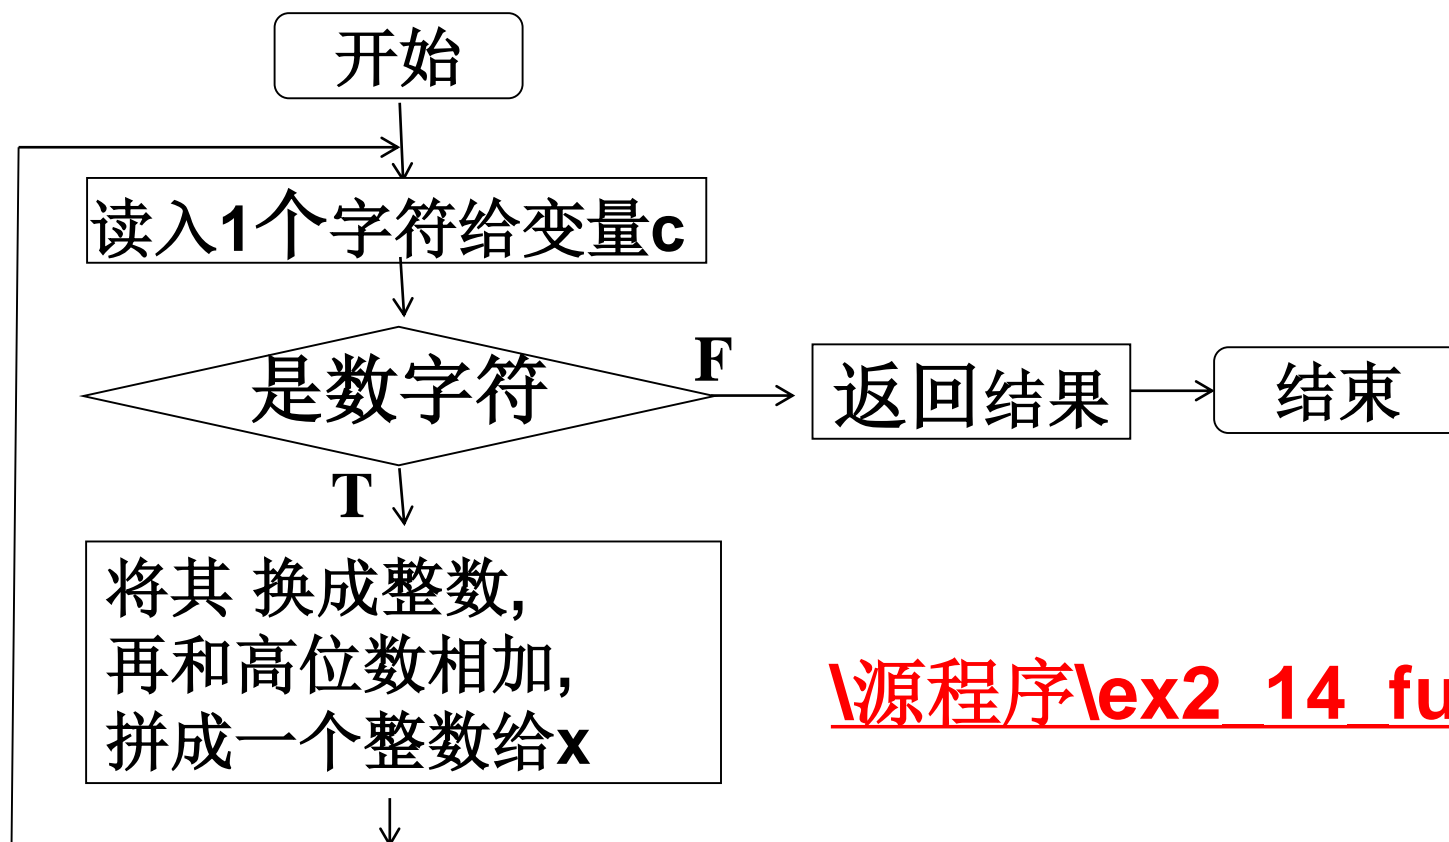 开始
读入1个字符给变量c
是数字符
F
返回结果
结束
T
将其 换成整数,
再和高位数相加,
拼成一个整数给x
\源程序\ex2_14_fu